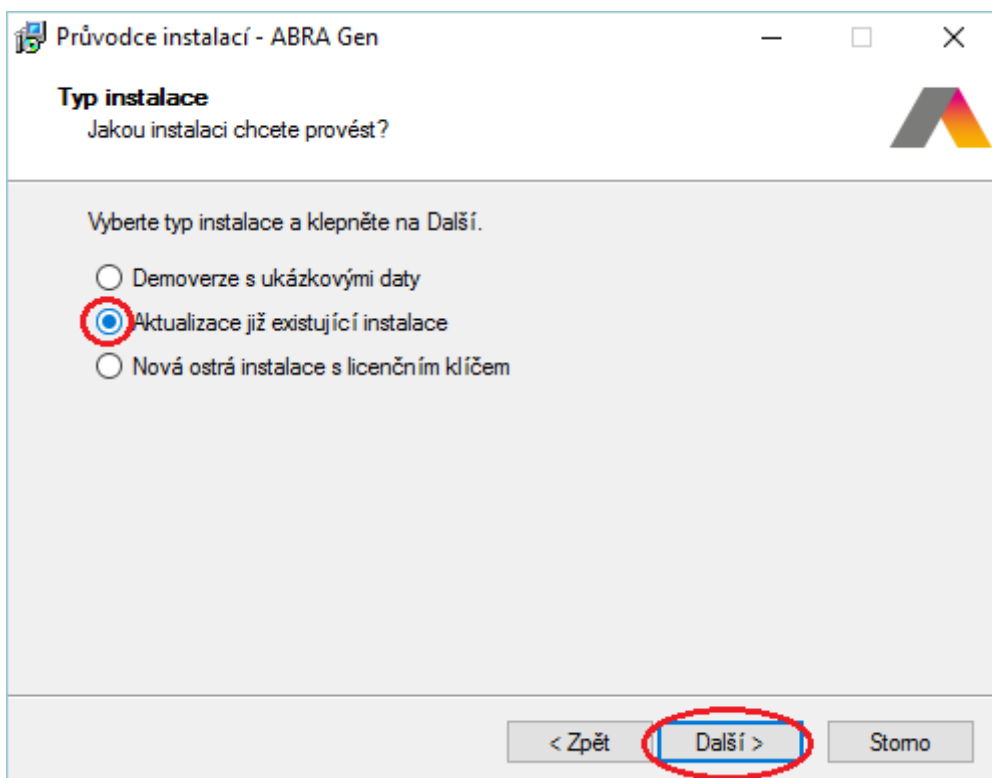 Průvodce instalací - ABRA Gen
Typ instalace
Jakou instalaci chcete provést?
Vyberte typ instalace a klepněte na Další.
Demoverze s ukázkovými daty
Aktualizace již existující instalace
Nová ostrá instalace s licenčním klíčem
< Zpět Další > Storno